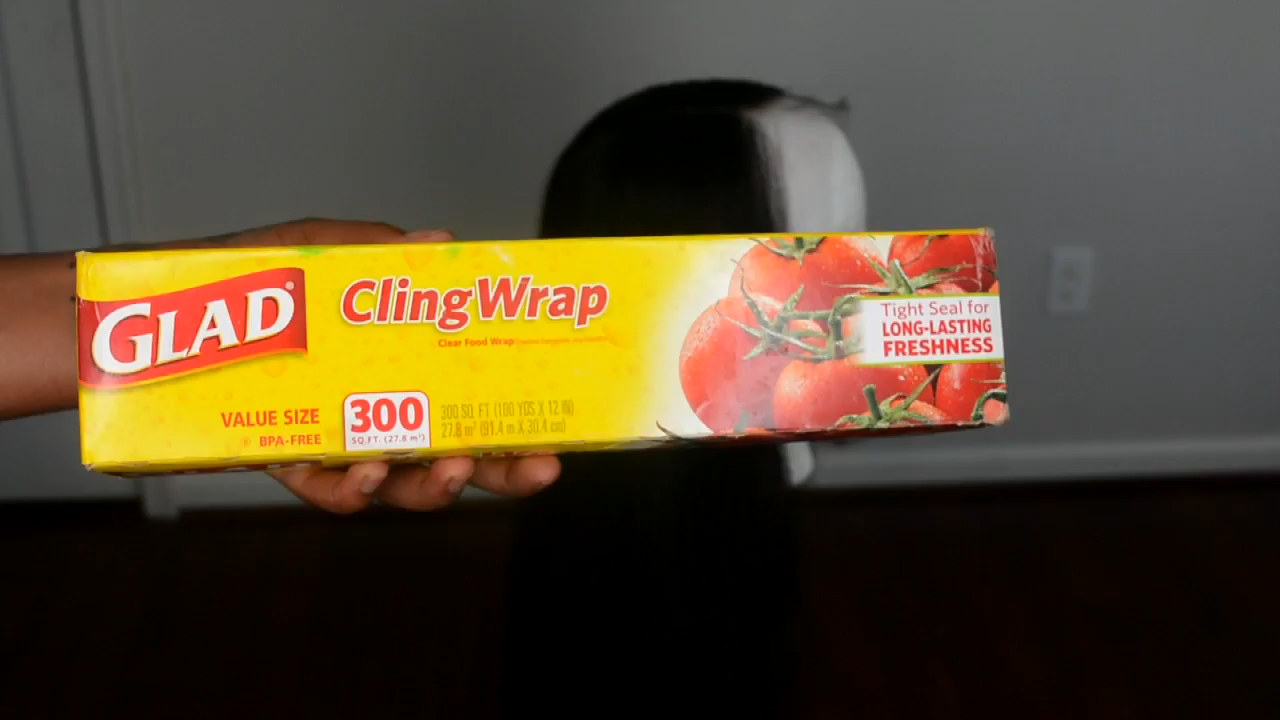 GLAD®
ClingWrap
Clear Food Wrap
VALUE SIZE
BPA-FREE
300
SQ.FT. (27.8 m²)
300 SQ. FT (100 YDS X 12 IN)
27.8 m² (91.4 m X 30.4 cm)
Tight Seal for
LONG-LASTING
FRESHNESS